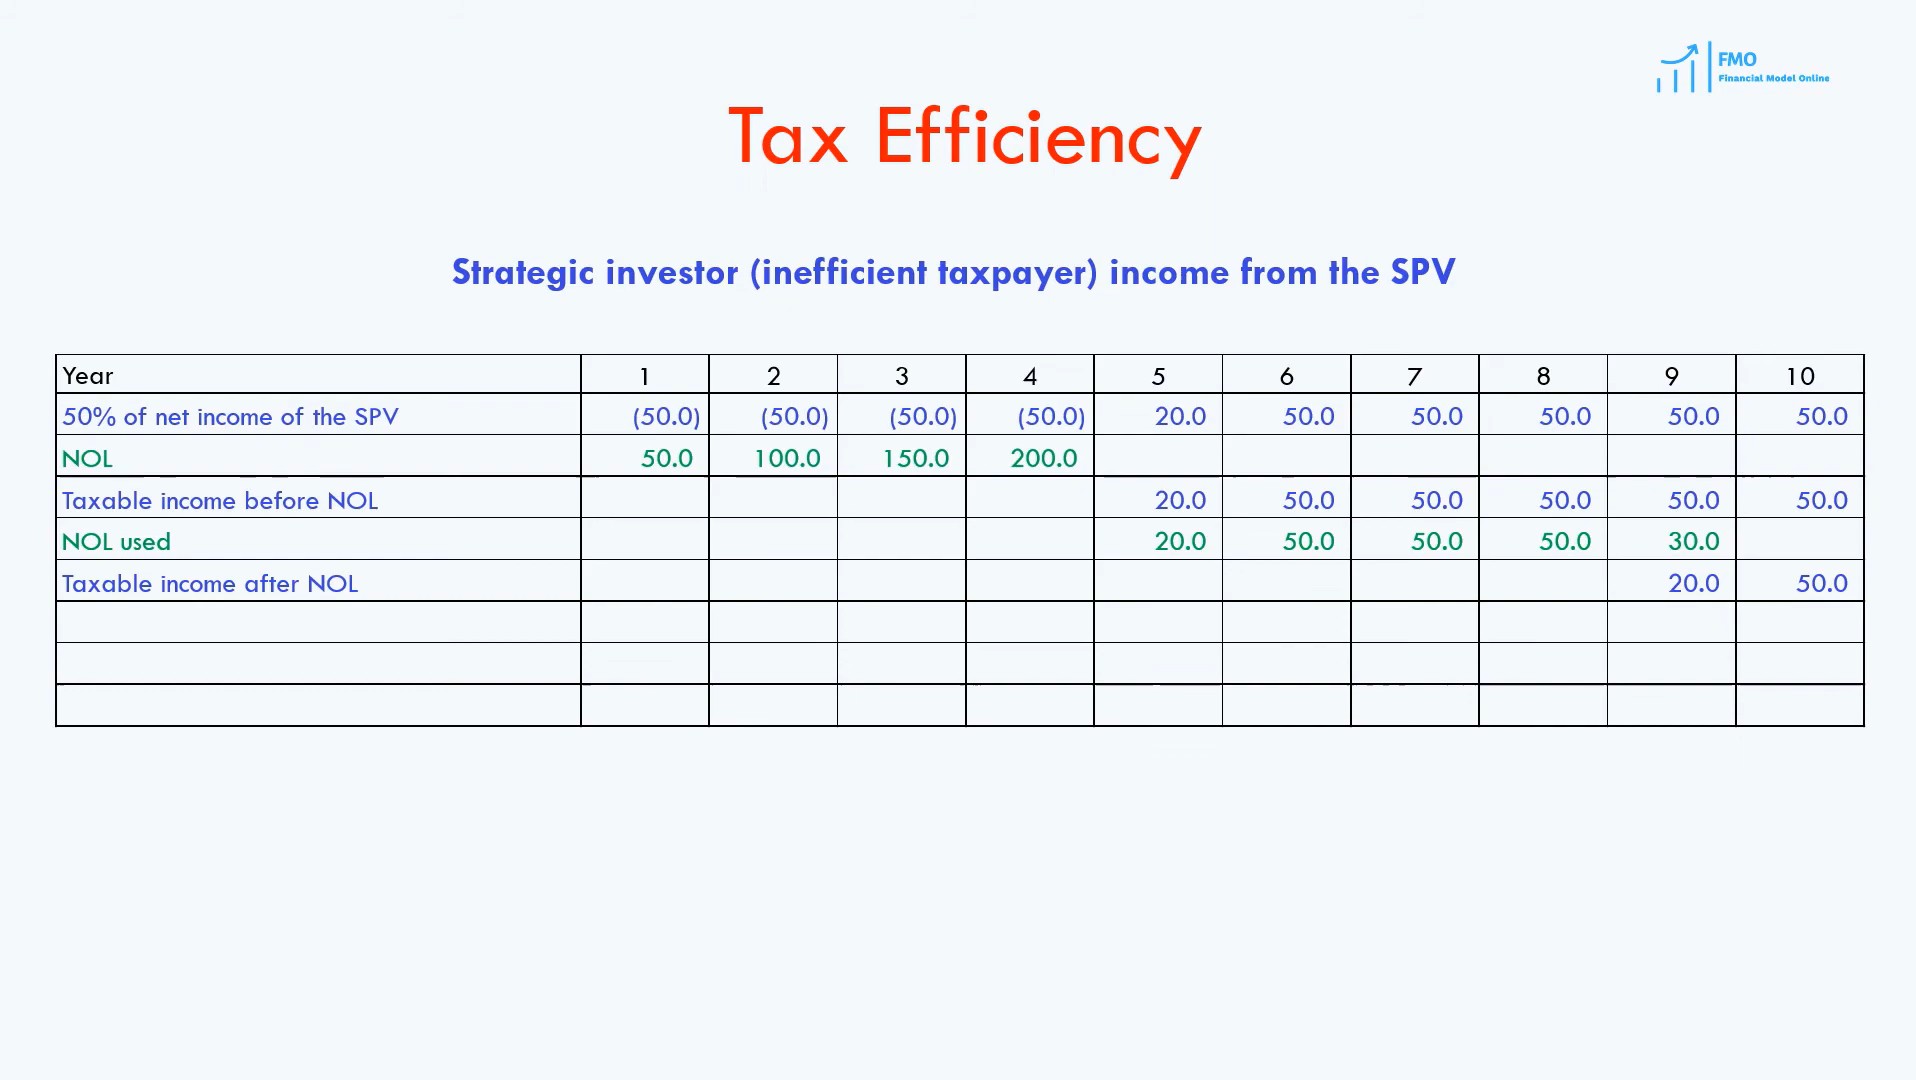 FMO
Financial Model Online
Tax Efficiency
Strategic investor (inefficient taxpayer) income from the SPV
Year 1 2 3 4 5 6 7 8 9 10
50% of net income of the SPV (50.0) (50.0) (50.0) (50.0) 20.0 50.0 50.0 50.0 50.0 50.0
NOL 50.0 100.0 150.0 200.0
Taxable income before NOL 20.0 50.0 50.0 50.0 50.0 50.0
NOL used 20.0 50.0 50.0 50.0 30.0
Taxable income after NOL 20.0 50.0